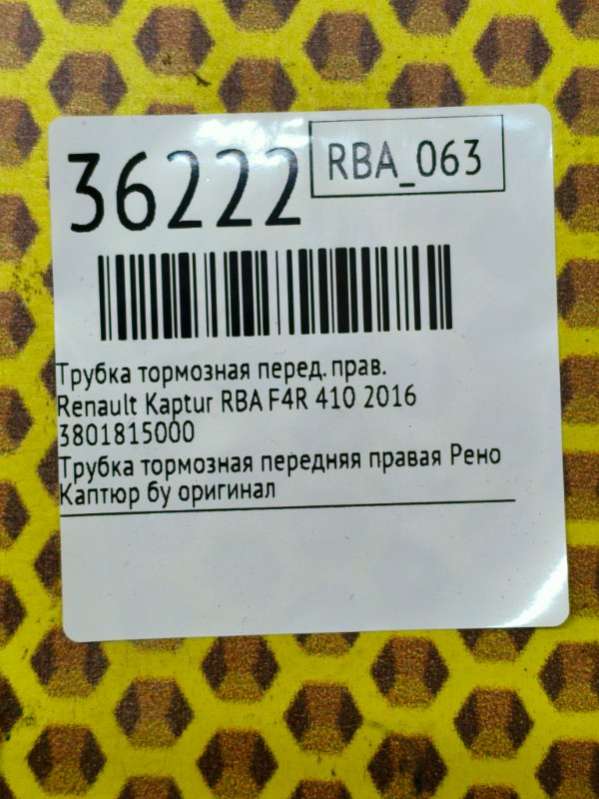 36222
RBA_063
Трубка тормозная перед. прав.
Renault Kaptur RBA F4R 410 2016
3801815000
Трубка тормозная передняя правая Рено
Каптюр бу оригинал